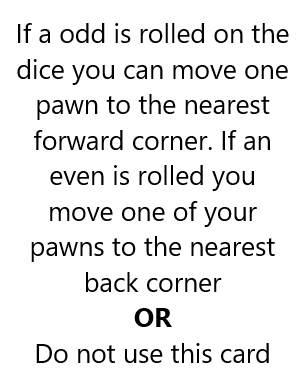 If a odd is rolled on the
dice you can move one
pawn to the nearest
forward corner. If an
even is rolled you
move one of your
pawns to the nearest
back corner
OR
Do not use this card